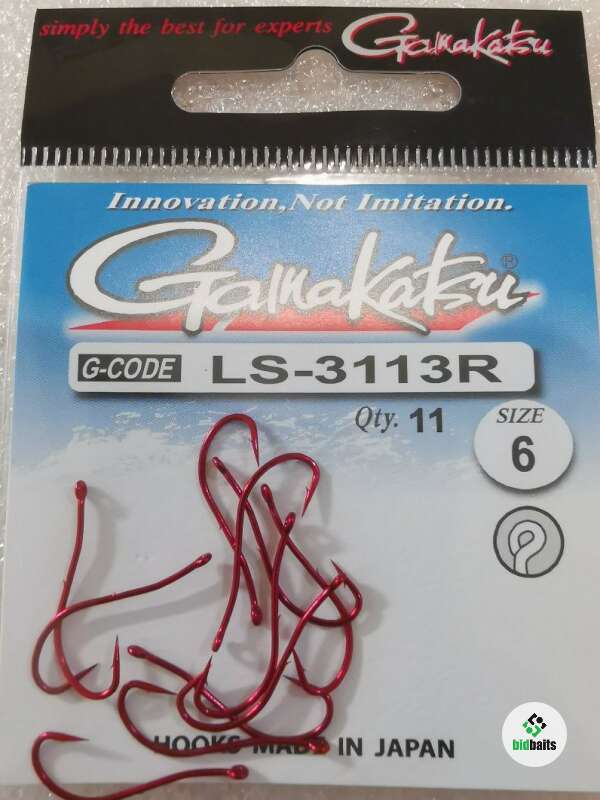 simply the best for experts Gamakatsu
Innovation, Not Imitation.
Gamakatsu®
G-CODE LS-3113R
Qty. 11
SIZE
6
HOOKS MADE IN JAPAN
bidbaits